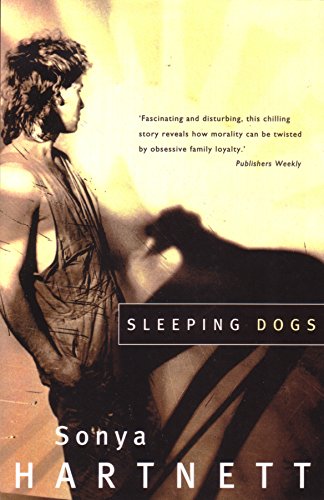 'Fascinating and disturbing, this chilling
story reveals how morality can be twisted
by obsessive family loyalty.'
Publishers Weekly
SLEEPING DOGS
Sonya
HARTNETT